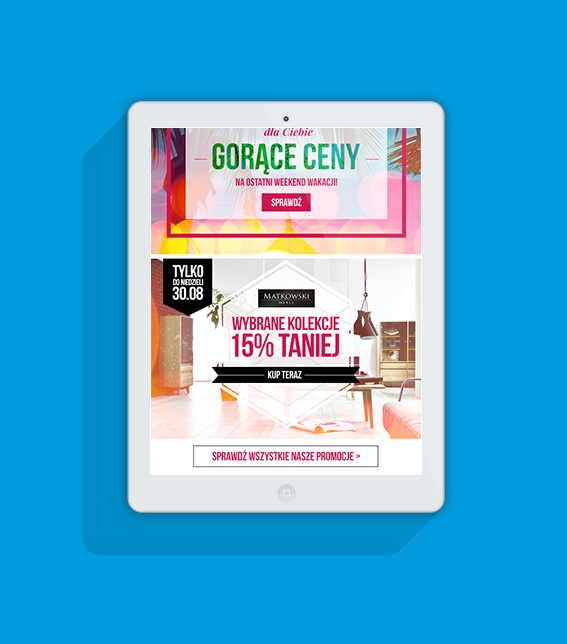 dla Ciebie
GORĄCE CENY
NA OSTATNI WEEKEND WAKACJI!
SPRAWDŹ
TYLKO
DO NIEDZIELI
30.08
MATKOWSKI
MEBLE
WYBRANE KOLEKCJE
15% TANIEJ
KUP TERAZ
SPRAWDŹ WSZYSTKIE NASZE PROMOCJE >